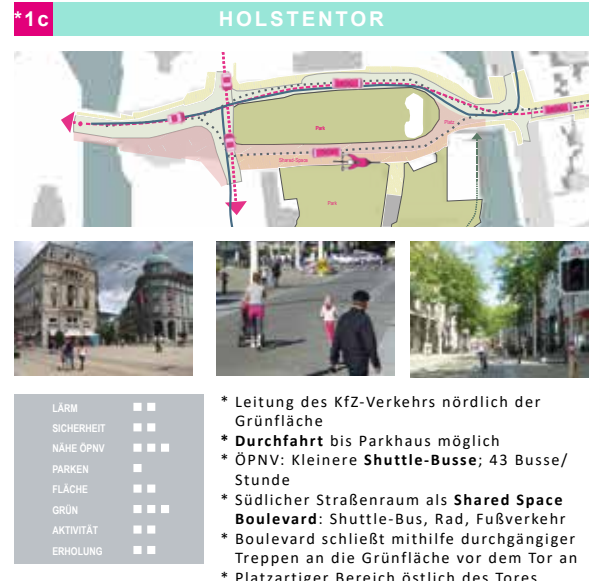 *1c
HOLSTENTOR
Park
Platz
Shared-Space
Park
LÄRM
SICHERHEIT
NÄHE ÖPNV
PARKEN
FLÄCHE
GRÜN
AKTIVITÄT
ERHOLUNG
* Leitung des KfZ-Verkehrs nördlich der
Grünfläche
* Durchfahrt bis Parkhaus möglich
* ÖPNV: Kleinere Shuttle-Busse; 43 Busse/
Stunde
* Südlicher Straßenraum als Shared Space
Boulevard: Shuttle-Bus, Rad, Fußverkehr
* Boulevard schließt mithilfe durchgängiger
Treppen an die Grünfläche vor dem Tor an
* Platzartiger Bereich östlich des Tores